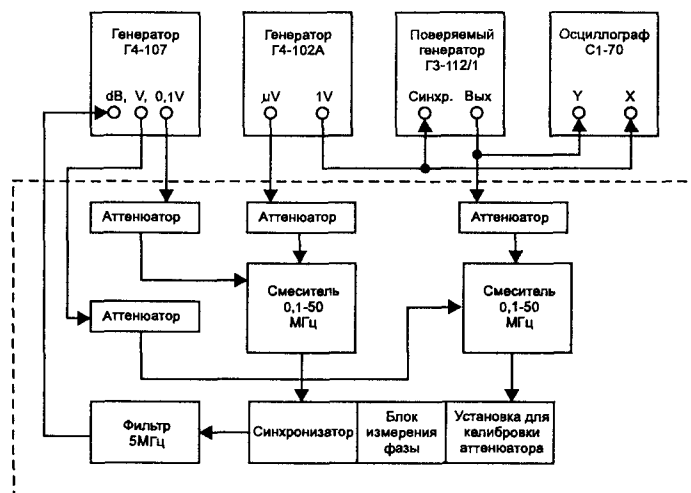 Генератор
Г4-107
dB, V, 0,1V
Генератор
Г4-102А
μV 1V
Поверяемый
генератор
Г3-112/1
Синхр. Вых
Осциллограф
С1-70
Y X
Аттенюатор
Аттенюатор
Аттенюатор
Смеситель
0,1-50
МГц
Смеситель
0,1-50
МГц
Аттенюатор
Фильтр
5МГц
Синхронизатор
Блок
измерения
фазы
Установка для
калибровки
аттенюатора